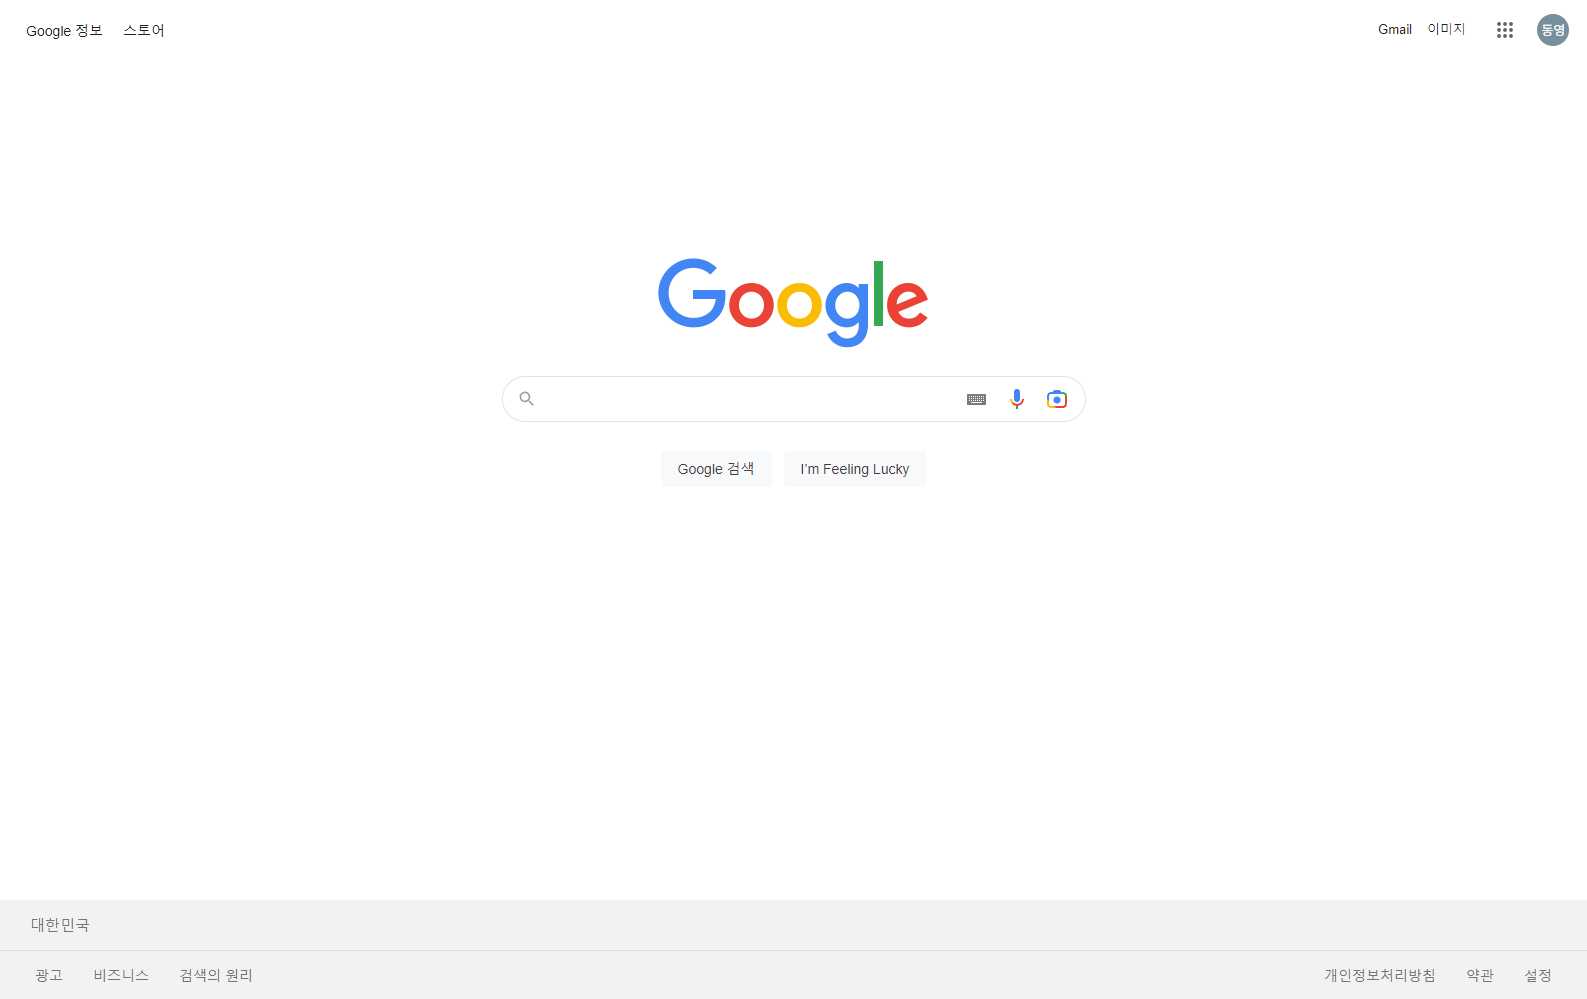 Google 정보 스토어
Gmail 이미지 동영
Google
Google 검색 I'm Feeling Lucky
대한민국
광고 비즈니스 검색의 원리
개인정보처리방침 약관 설정